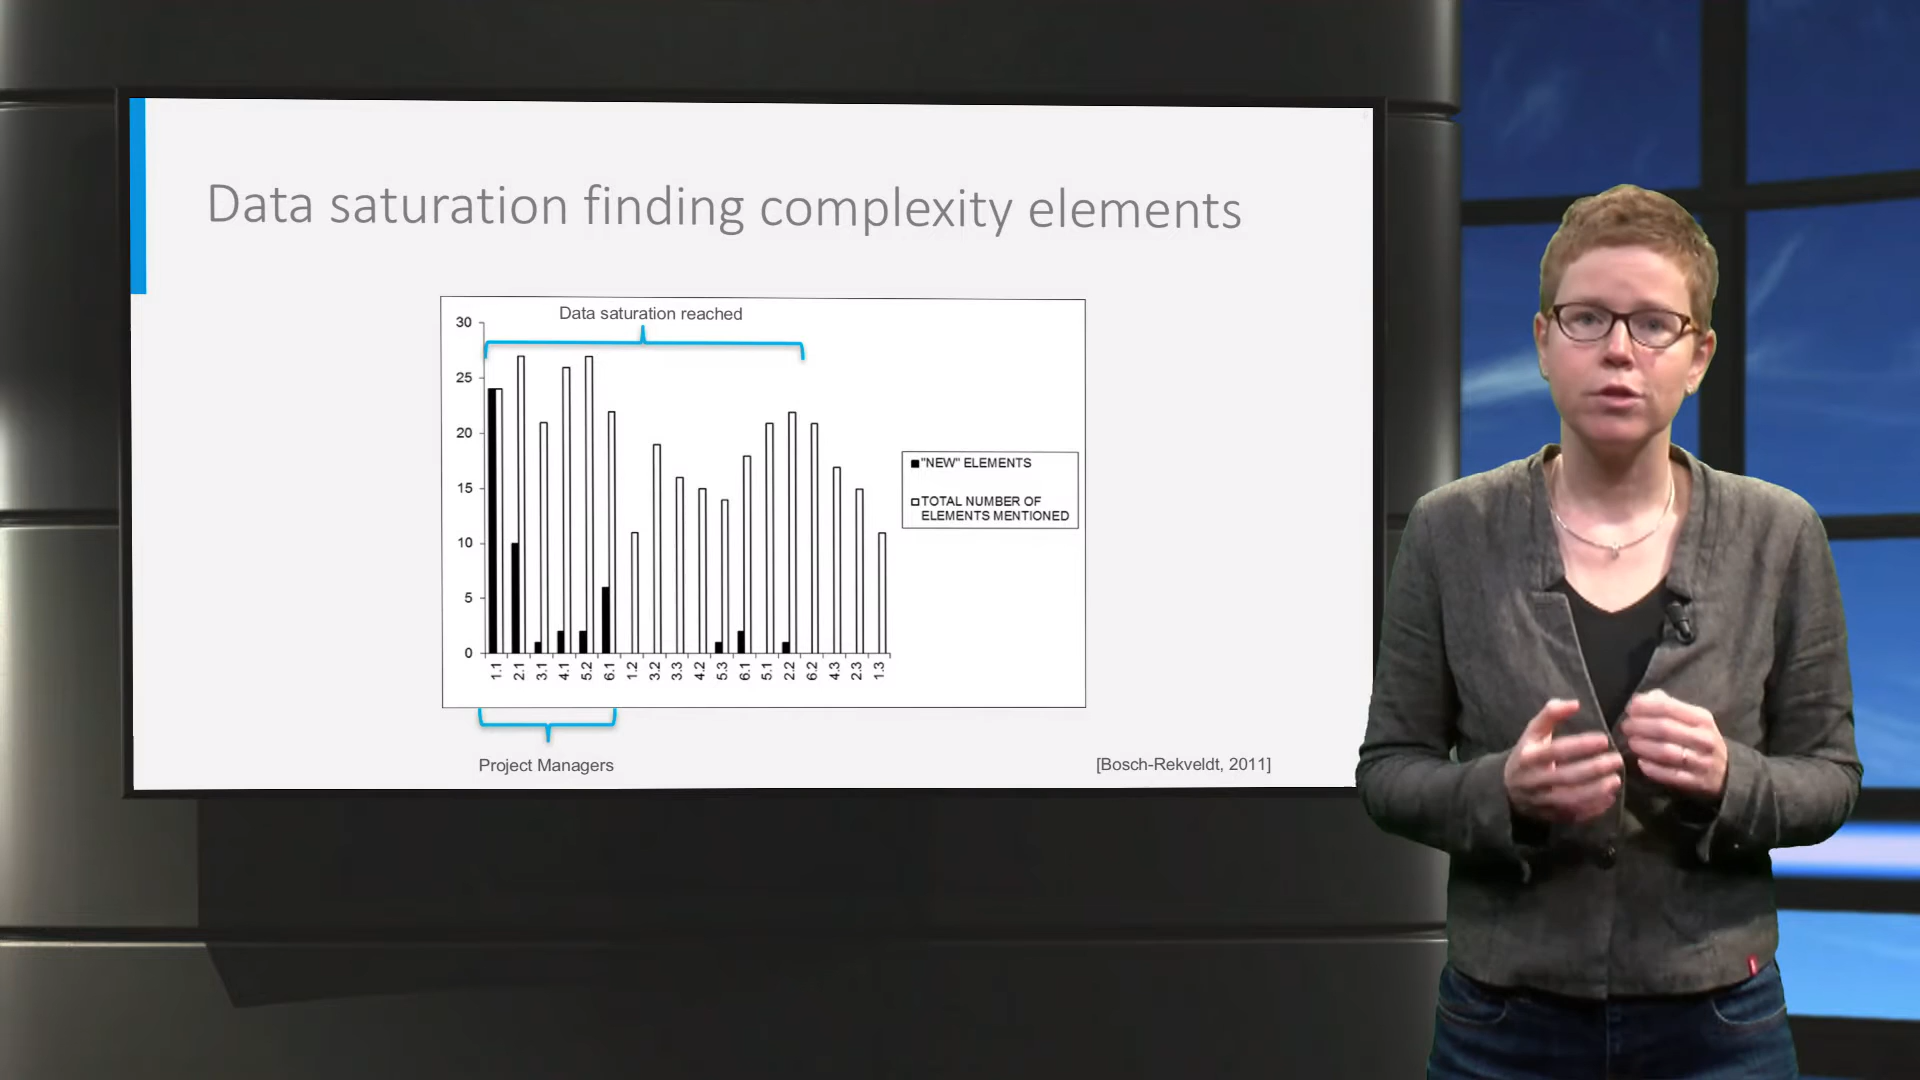 Data saturation finding complexity elements
Data saturation reached
30
25
20
15
10
5
0
1.1 2.1 3.1 4.1 5.2 6.1 1.2 3.2 3.3 4.2 5.3 6.1 5.1 2.2 6.2 4.3 2.3 1.3
"NEW" ELEMENTS
TOTAL NUMBER OF
ELEMENTS MENTIONED
Project Managers
[Bosch-Rekveldt, 2011]